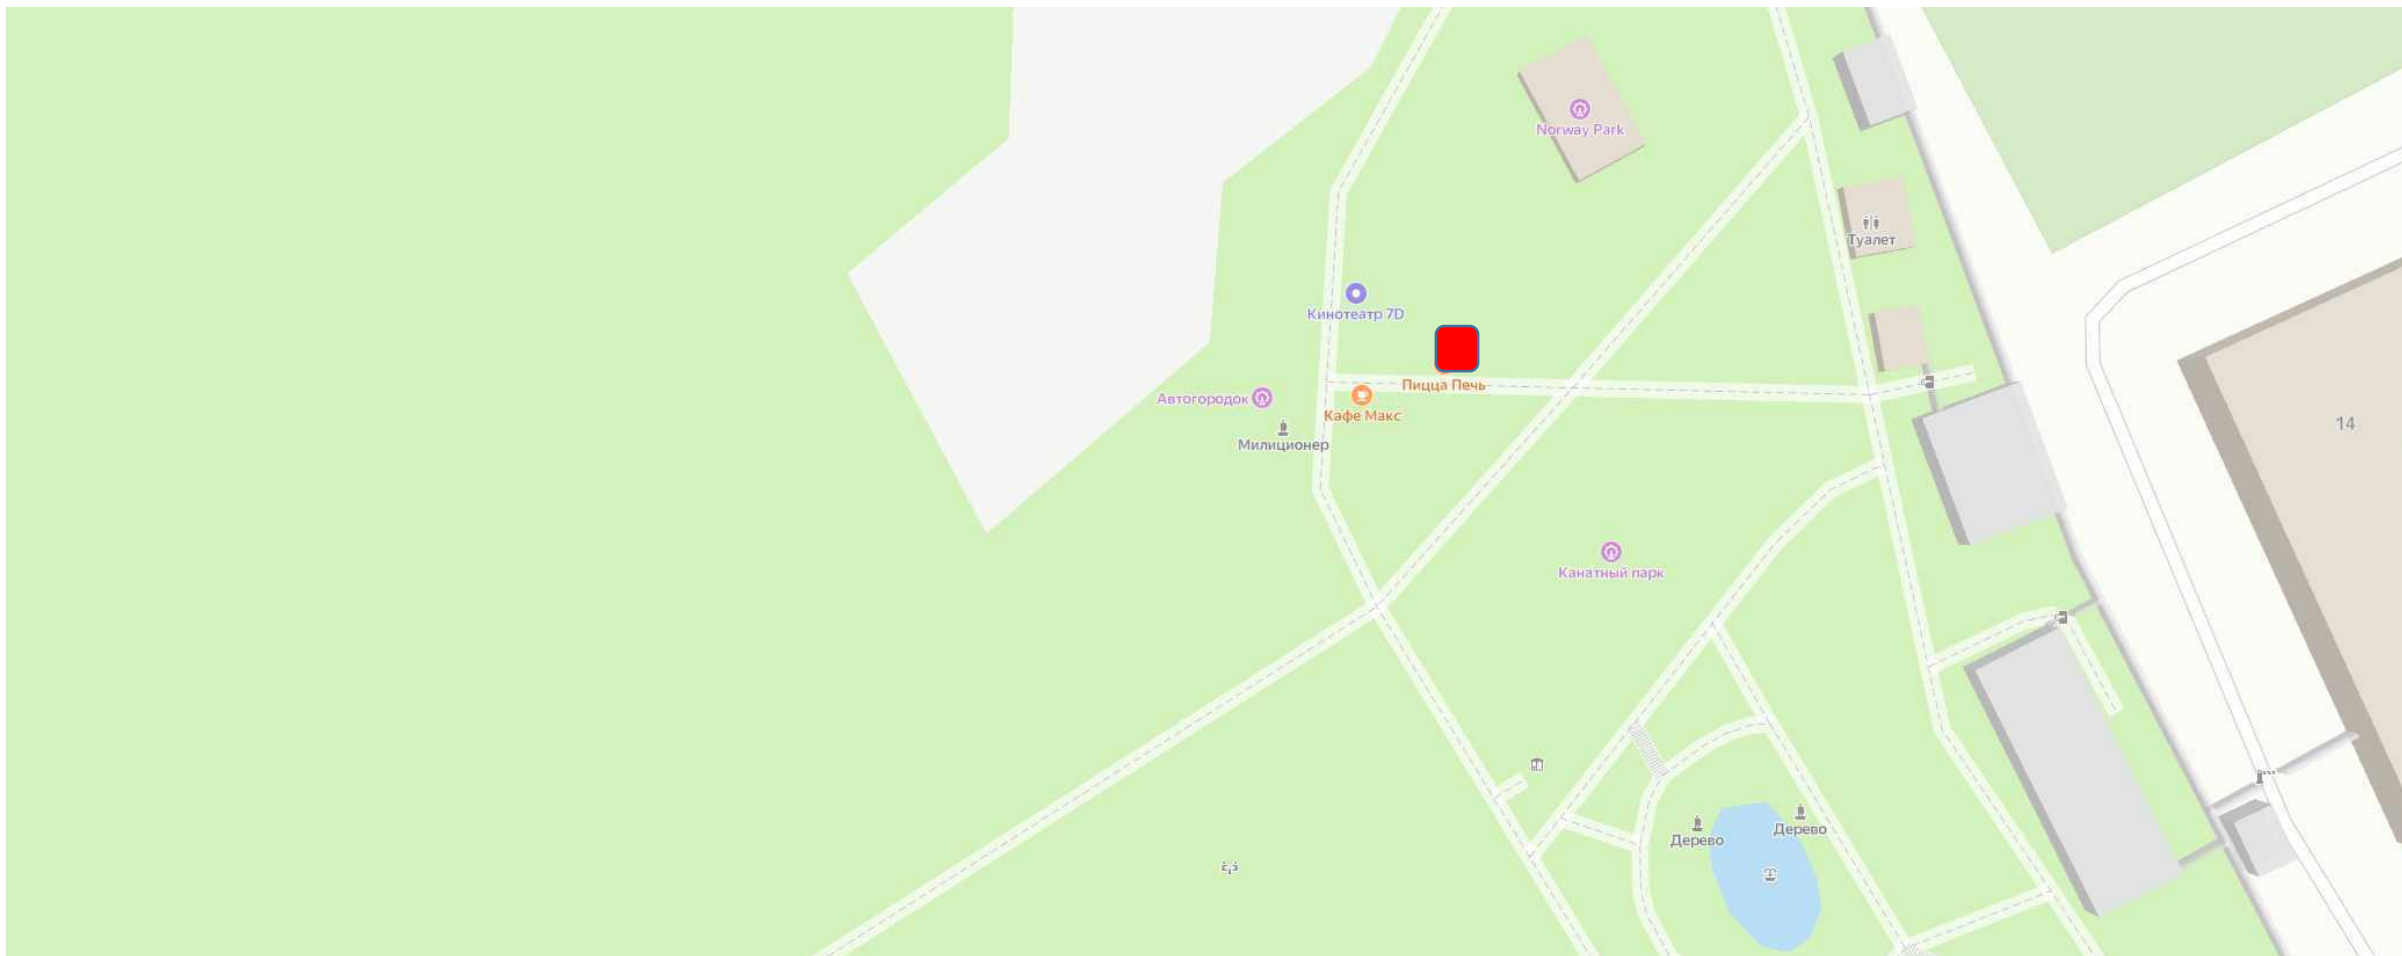 Norway Park
Туалет
Кинотеатр 7D
Пицца Печь
Автогородок
Кафе Макс
14
Милиционер
Канатный парк
Дерево
Дерево